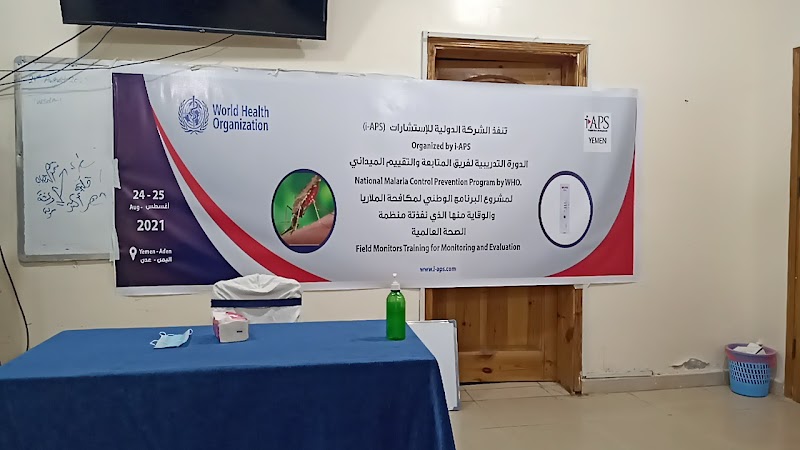 World Health
Organization
24 - 25
أغسطس - Aug
2021
Yemen - Aden
اليمن - عدن
تنفذ الشركة الدولية للإستشارات (i-APS)
Organized by i-APS
الدورة التدريبية لفريق المتابعة والتقييم الميداني
National Malaria Control Prevention Program by WHO.
لمشروع البرنامج الوطني لمكافحة الملاريا
والوقاية منها الذي نفذتة منظمة
الصحة العالمية
Field Monitors Training for Monitoring and Evaluation
www.i-aps.com
i-APS
YEMEN